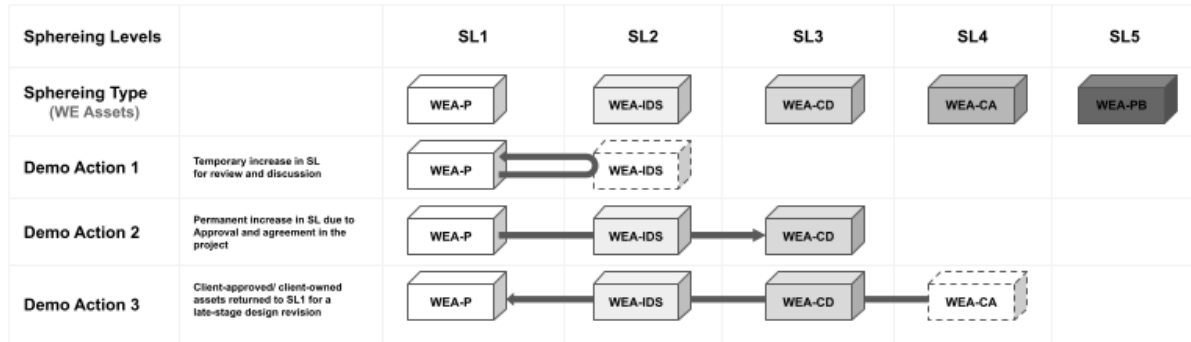 Sphereing Levels SL1 SL2 SL3 SL4 SL5
Sphereing Type
(WE Assets)
WEA-P WEA-IDS WEA-CD WEA-CA WEA-PB
Demo Action 1
Temporary increase in SL
for review and discussion
WEA-P WEA-IDS
Demo Action 2
Permanent increase in SL due to
Approval and agreement in the
project
WEA-P WEA-IDS WEA-CD
Demo Action 3
Client-approved/ client-owned
assets returned to SL1 for a
late-stage design revision
WEA-P WEA-IDS WEA-CD WEA-CA